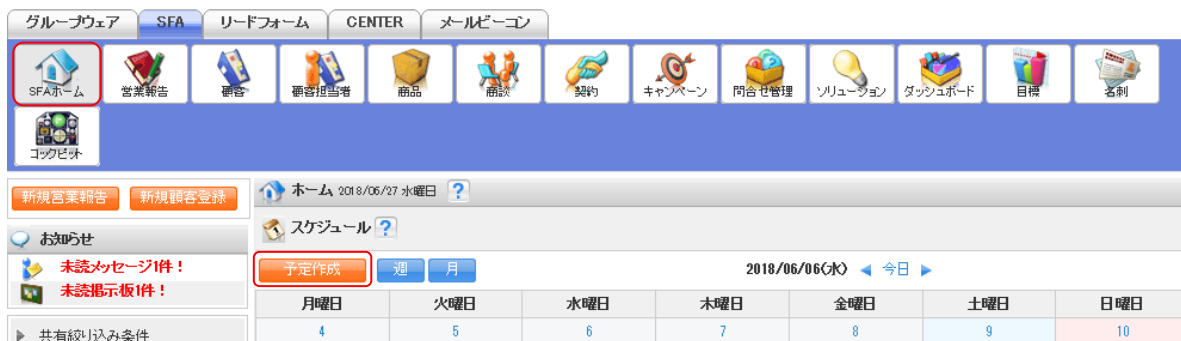 グループウェア SFA リードフォーム CENTER メールビーコン
SFAホーム 営業報告 顧客 顧客担当者 商品 商談 契約 キャンペーン 問合せ管理 ソリューション ダッシュボード 目標 名刺
コックピット
新規営業報告 新規顧客登録
ホーム 2018/06/27 水曜日 ?
スケジュール ?
お知らせ
未読メッセージ1件！
未読掲示板1件！
共有絞り込み条件
予定作成 週 月 2018/06/06(水) 今日
月曜日 火曜日 水曜日 木曜日 金曜日 土曜日 日曜日
4 5 6 7 8 9 10